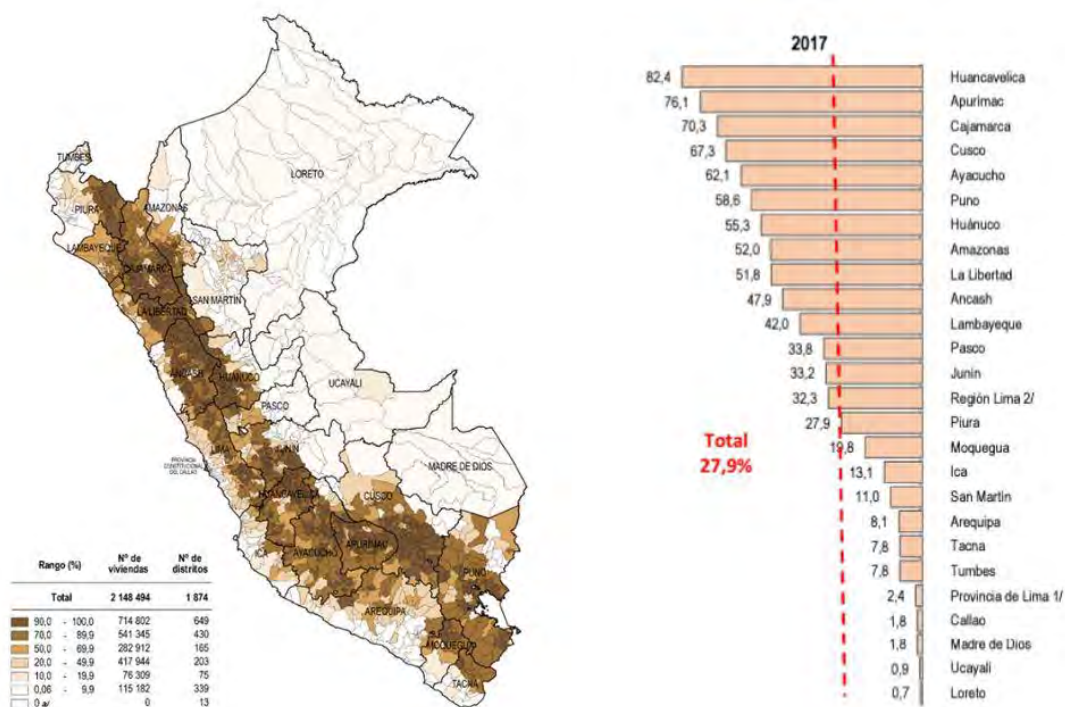 TUMBES
PIURA
LAMBAYEQUE
CAJAMARCA
AMAZONAS
LORETO
SAN MARTÍN
LA LIBERTAD
ANCASH
HUÁNUCO
UCAYALI
PASCO
LIMA
PROVINCIA
CONSTITUCIONAL
DEL CALLAO
JUNÍN
MADRE DE DIOS
HUANCAVELICA
CUSCO
ICA
AYACUCHO
APURÍMAC
PUNO
AREQUIPA
MOQUEGUA
TACNA
Rango (%) Nº de viviendas Nº de distritos
Total 2 148 494 1 874
90,0 - 100,0 714 802 649
70,0 - 89,9 541 345 430
50,0 - 69,9 282 912 165
20,0 - 49,9 417 944 203
10,0 - 19,9 76 309 75
0,06 - 9,9 115 182 339
0 a/ 0 13
2017
82,4 Huancavelica
76,1 Apurímac
70,3 Cajamarca
67,3 Cusco
62,1 Ayacucho
58,6 Puno
55,3 Huánuco
52,0 Amazonas
51,8 La Libertad
47,9 Ancash
42,0 Lambayeque
33,8 Pasco
33,2 Junín
32,3 Región Lima 2/
27,9 Piura
19,8 Moquegua
13,1 Ica
11,0 San Martín
8,1 Arequipa
7,8 Tacna
7,8 Tumbes
2,4 Provincia de Lima 1/
1,8 Callao
1,8 Madre de Dios
0,9 Ucayali
0,7 Loreto
Total
27,9%